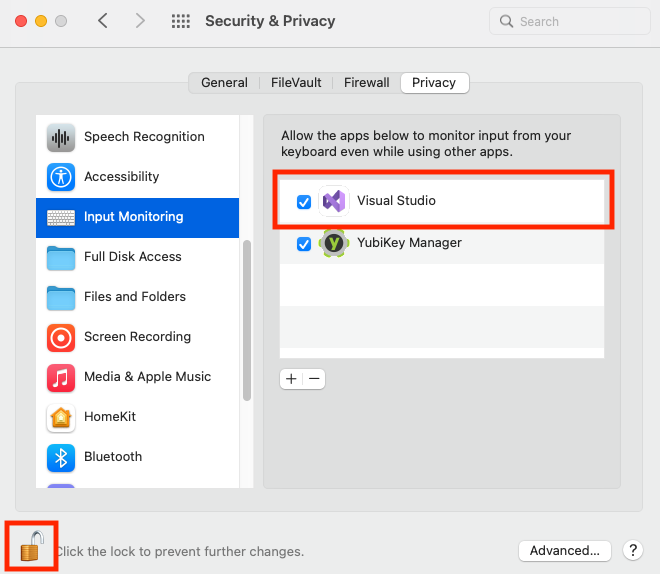 Security & Privacy
Search
General
FileVault
Firewall
Privacy
Speech Recognition
Accessibility
Input Monitoring
Full Disk Access
Files and Folders
Screen Recording
Media & Apple Music
HomeKit
Bluetooth
Allow the apps below to monitor input from your
keyboard even while using other apps.
Visual Studio
y
YubiKey Manager
+ −
Click the lock to prevent further changes.
Advanced...
?